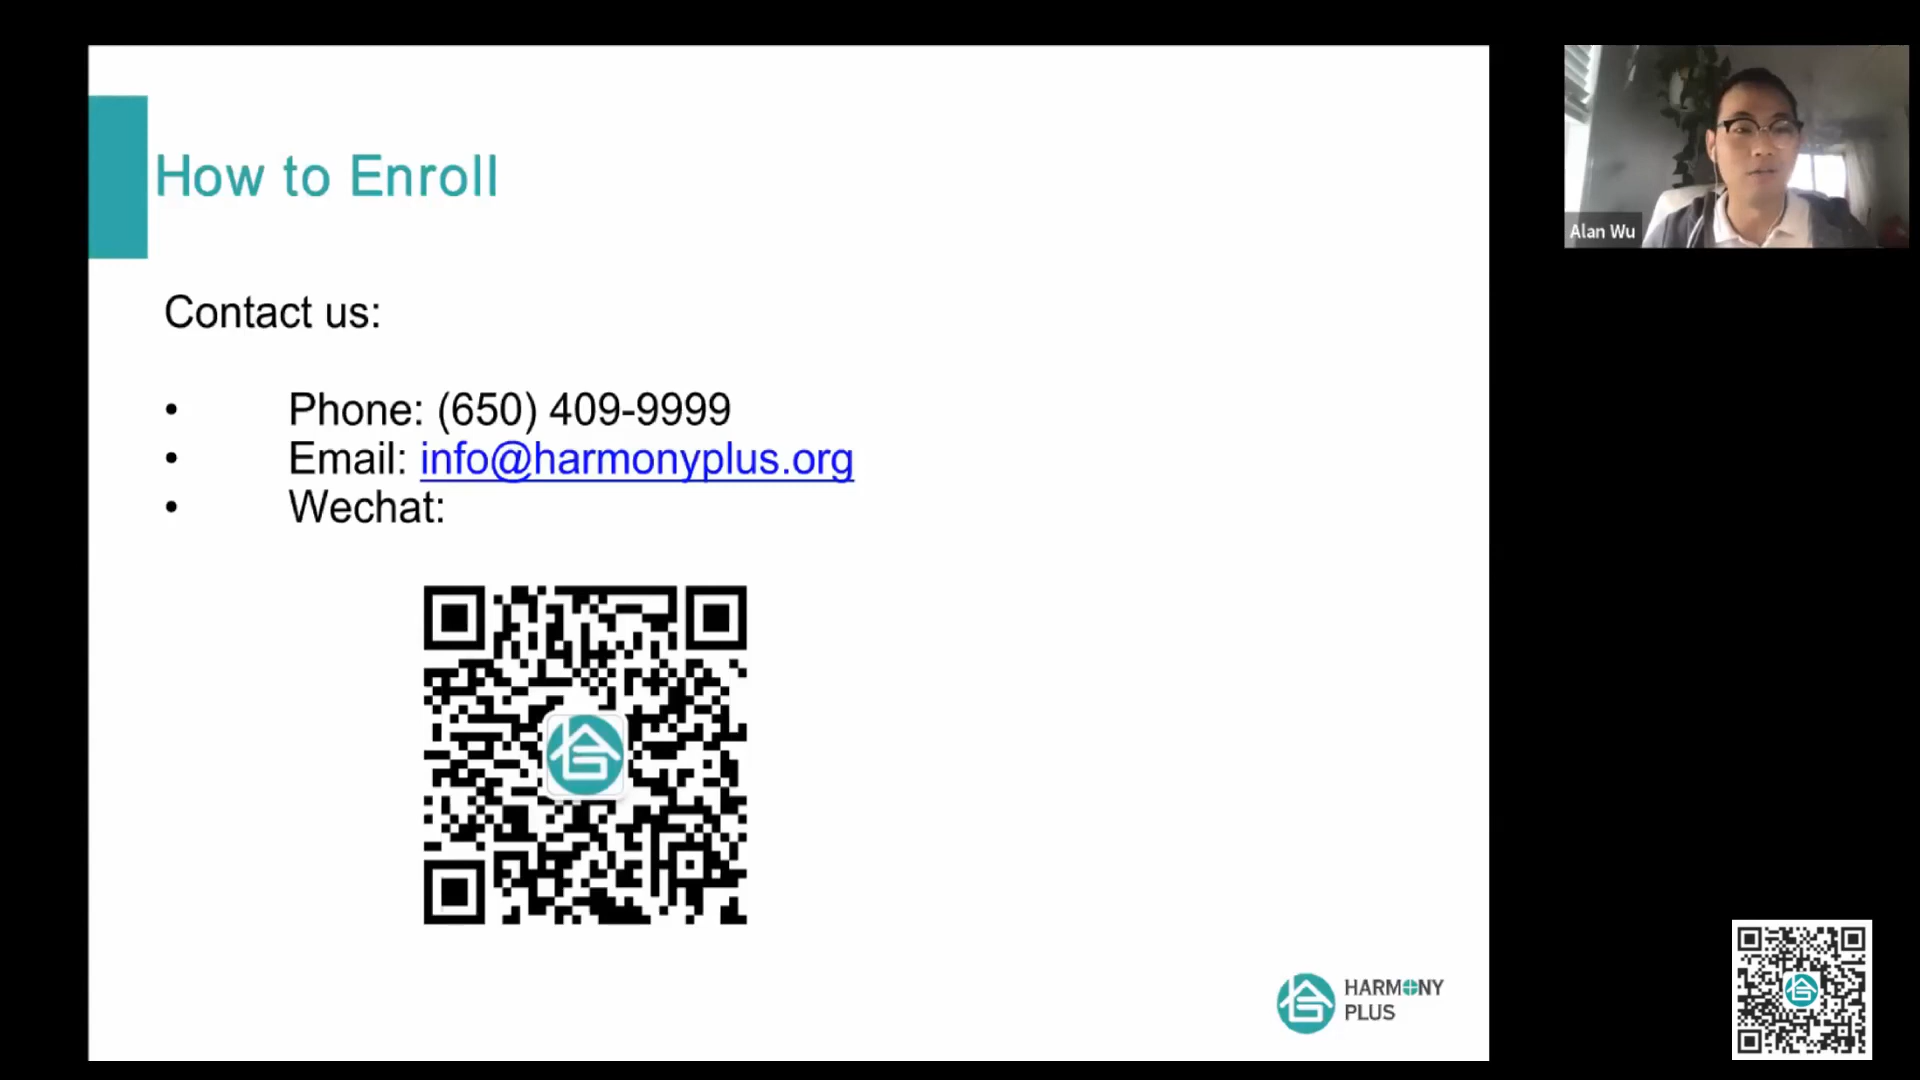 How to Enroll
Contact us:
• Phone: (650) 409-9999
• Email: info@harmonyplus.org
• Wechat:
HARMONY
PLUS
Alan Wu